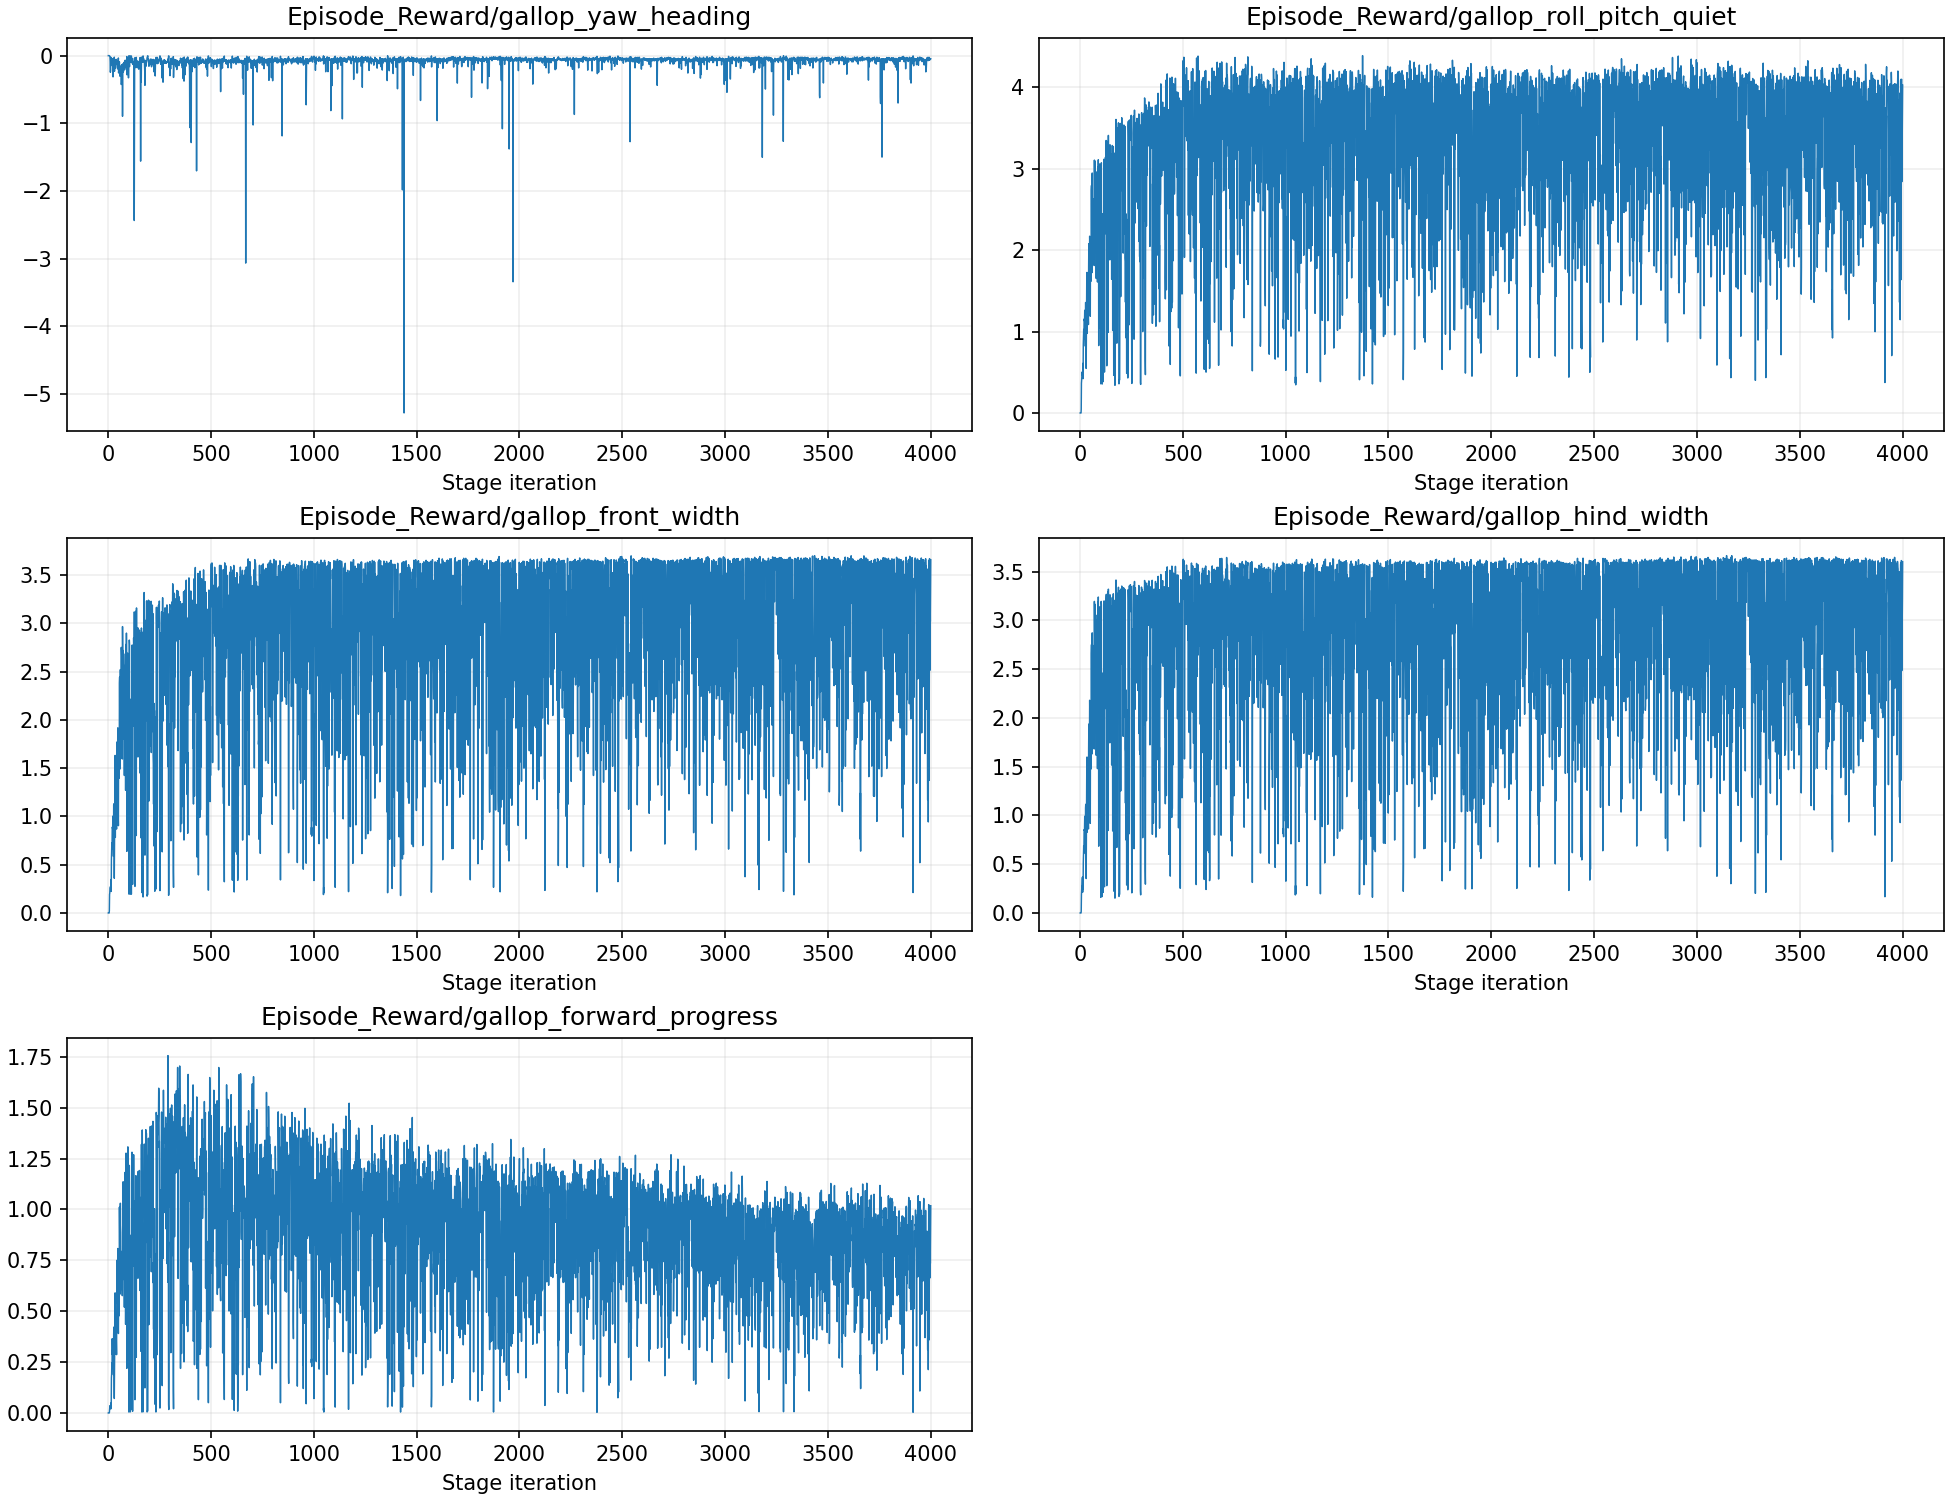 Episode_Reward/gallop_yaw_heading
0
−1
−2
−3
−4
−5
0 500 1000 1500 2000 2500 3000 3500 4000
Stage iteration
Episode_Reward/gallop_roll_pitch_quiet
4
3
2
1
0
0 500 1000 1500 2000 2500 3000 3500 4000
Stage iteration
Episode_Reward/gallop_front_width
3.5
3.0
2.5
2.0
1.5
1.0
0.5
0.0
0 500 1000 1500 2000 2500 3000 3500 4000
Stage iteration
Episode_Reward/gallop_hind_width
3.5
3.0
2.5
2.0
1.5
1.0
0.5
0.0
0 500 1000 1500 2000 2500 3000 3500 4000
Stage iteration
Episode_Reward/gallop_forward_progress
1.75
1.50
1.25
1.00
0.75
0.50
0.25
0.00
0 500 1000 1500 2000 2500 3000 3500 4000
Stage iteration